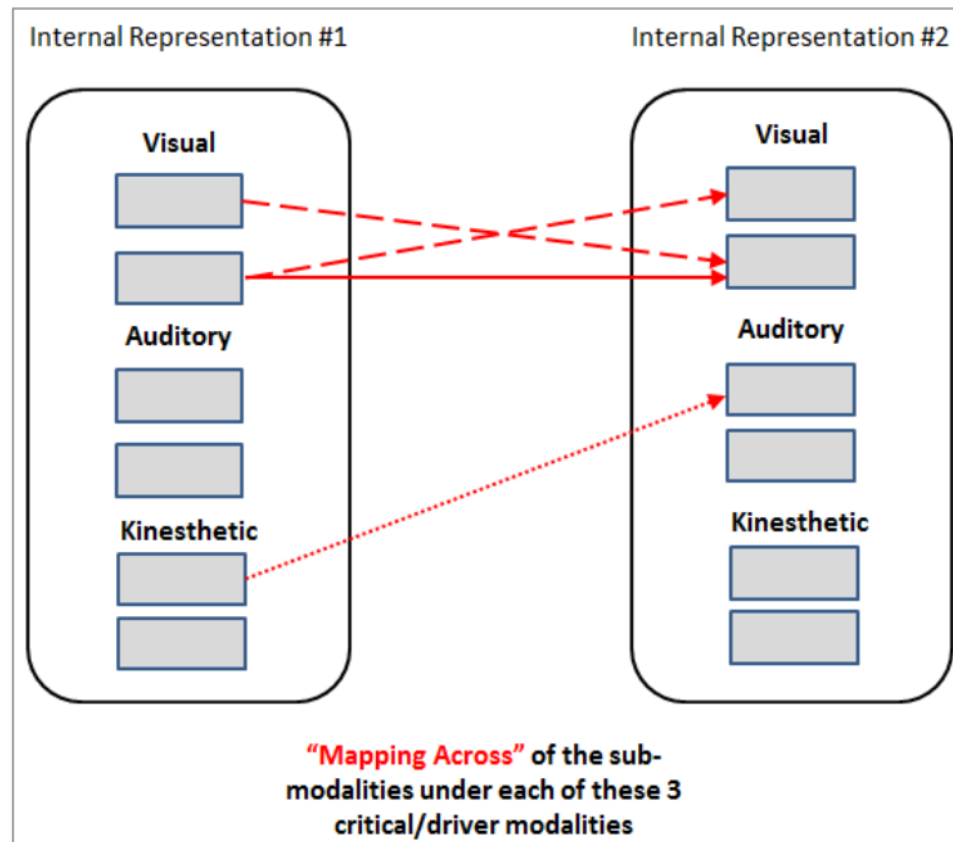 Internal Representation #1
Internal Representation #2
Visual
Auditory
Kinesthetic
Visual
Auditory
Kinesthetic
“Mapping Across” of the sub-
modalities under each of these 3
critical/driver modalities